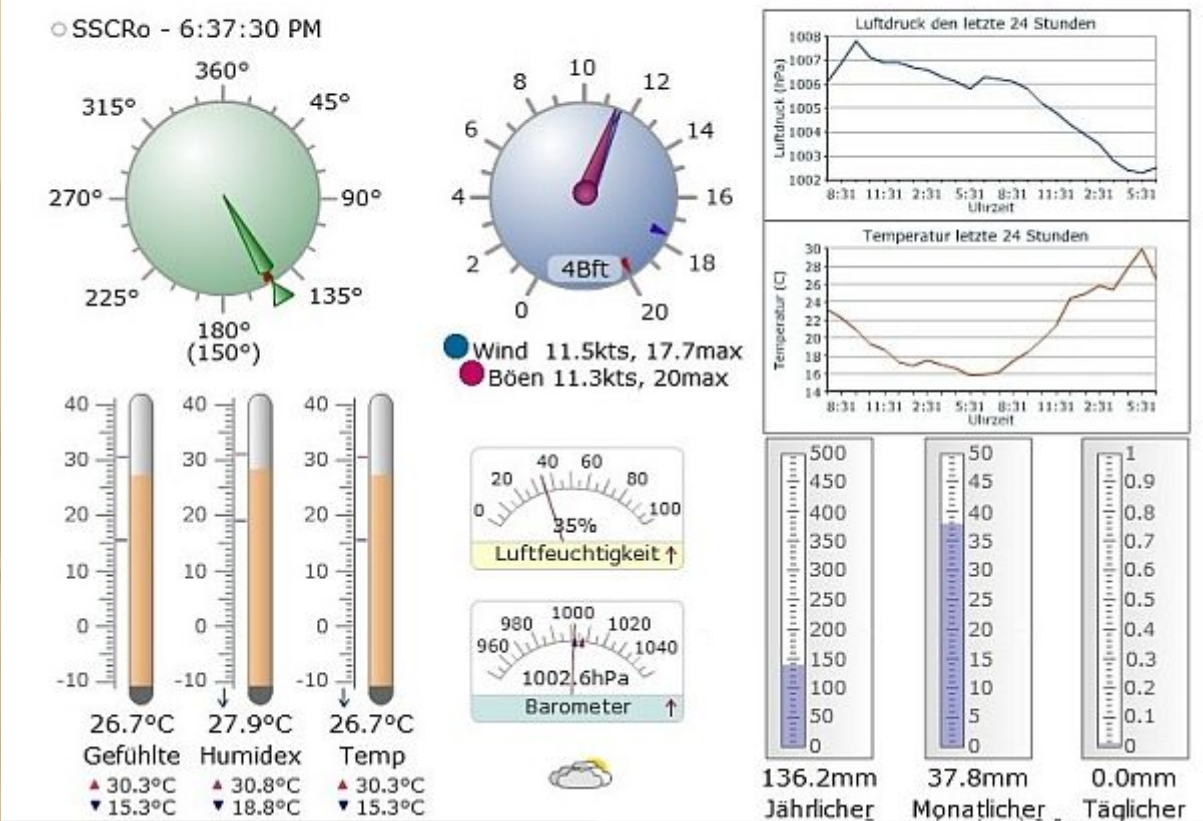 SSCRo - 6:37:30 PM
360°
315°
45°
270°
90°
225°
135°
180°
(150°)
10
8
12
6
14
4
16
2
18
4Bft
0
20
Wind 11.5kts, 17.7max
Böen 11.3kts, 20max
Luftdruck den letzte 24 Stunden
Luftdruck (hPa)
1008
1007
1006
1005
1004
1003
1002
8:31 11:31 2:31 5:31 8:31 11:31 2:31 5:31
Uhrzeit
Temperatur letzte 24 Stunden
Temperatur (C)
30
28
26
24
22
20
18
16
14
8:31 11:31 2:31 5:31 8:31 11:31 2:31 5:31
Uhrzeit
40
30
20
10
0
-10
26.7°C
Gefühlte
30.3°C
15.3°C
40
30
20
10
0
-10
27.9°C
Humidex
30.8°C
18.8°C
40
30
20
10
0
-10
26.7°C
Temp
30.3°C
15.3°C
0 20 40 60 80 100
35%
Luftfeuchtigkeit ↑
960 980 1000 1020 1040
1002.6hPa
Barometer ↑
500
450
400
350
300
250
200
150
100
50
0
136.2mm
Jährlicher
50
45
40
35
30
25
20
15
10
5
0
37.8mm
Monatlicher
1
0.9
0.8
0.7
0.6
0.5
0.4
0.3
0.2
0.1
0
0.0mm
Täglicher